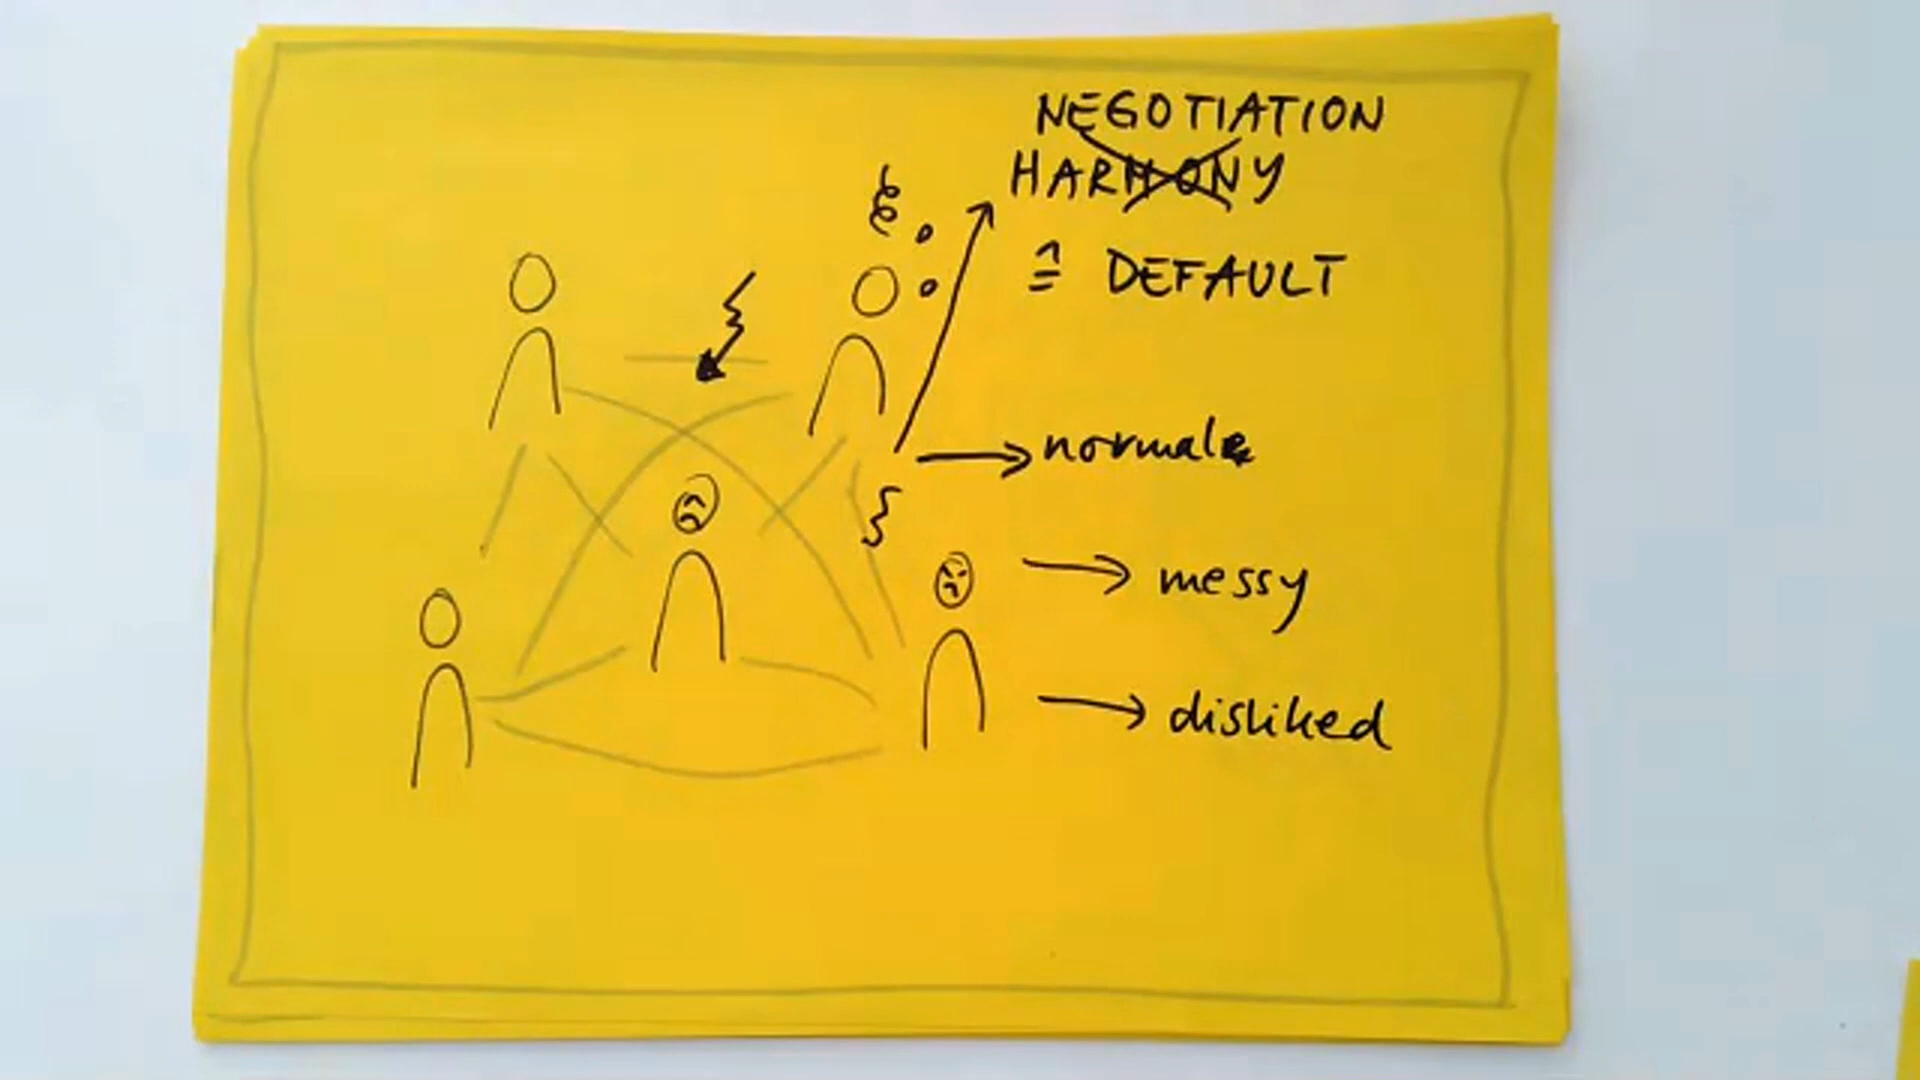 NEGOTIATION
HARMONY
≙ DEFAULT
→ normal
→ messy
→ disliked